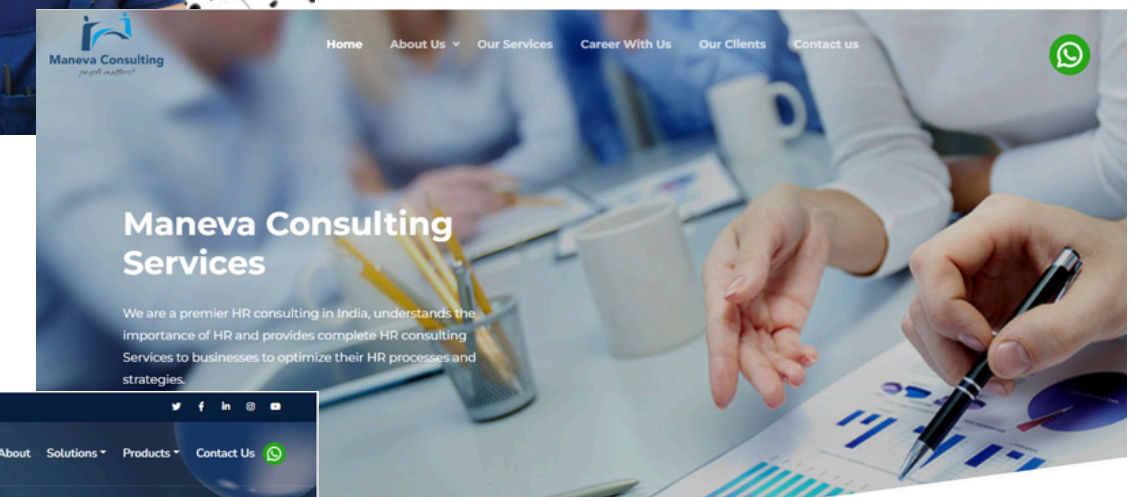 Maneva Consulting
people matters!
Home About Us Our Services Career With Us Our Clients Contact us
Maneva Consulting
Services
We are a premier HR consulting in India, understands the
importance of HR and provides complete HR consulting
Services to businesses to optimize their HR processes and
strategies.
About Solutions Products Contact Us